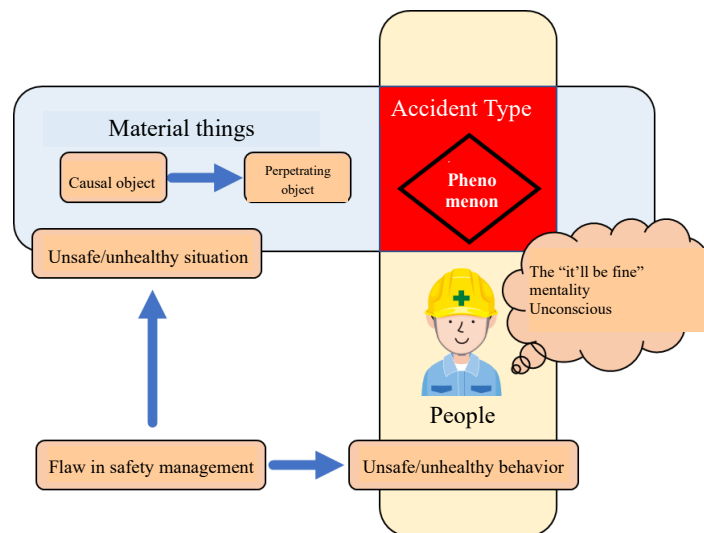 Accident Type
Material things
Causal object
Perpetrating
object
Pheno
menon
Unsafe/unhealthy situation
The “it’ll be fine”
mentality
Unconscious
People
Flaw in safety management
Unsafe/unhealthy behavior